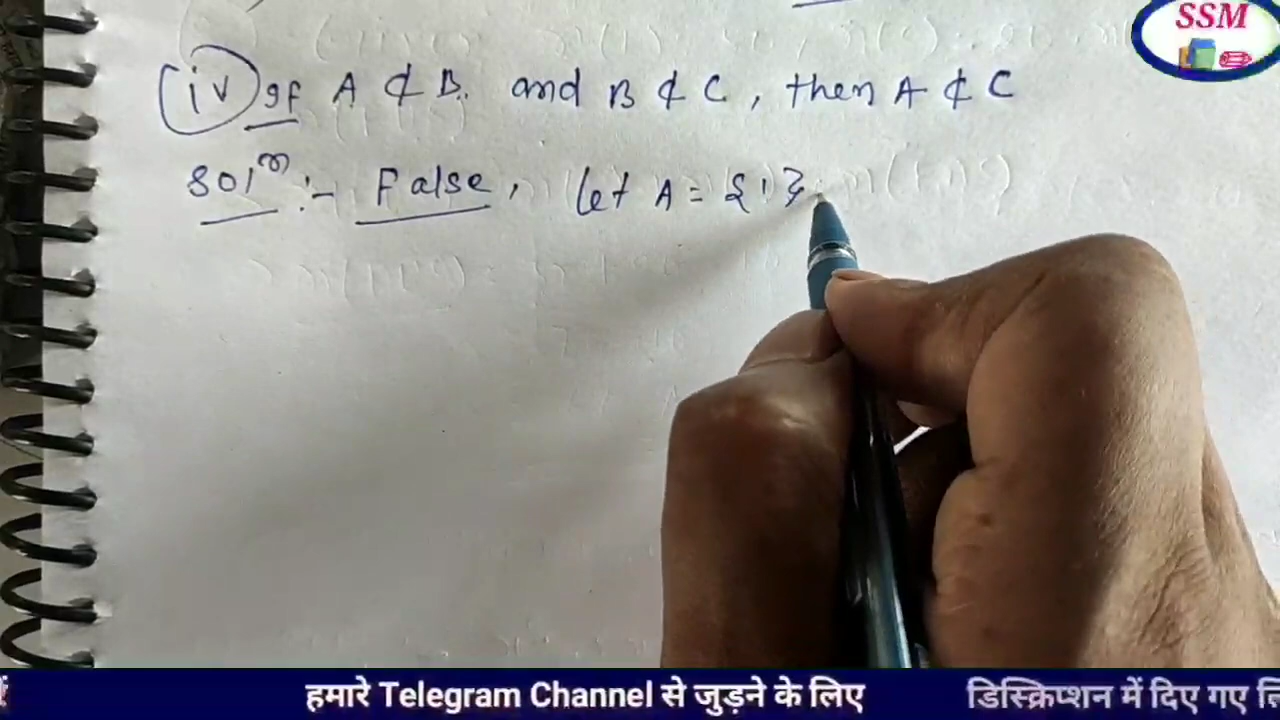 SSM
(iv) If A ⊄ B. and B ⊄ C, then A ⊄ C
Solⁿ :- False, let A = {1}
हमारे Telegram Channel से जुड़ने के लिए डिस्क्रिप्शन में दिए गए